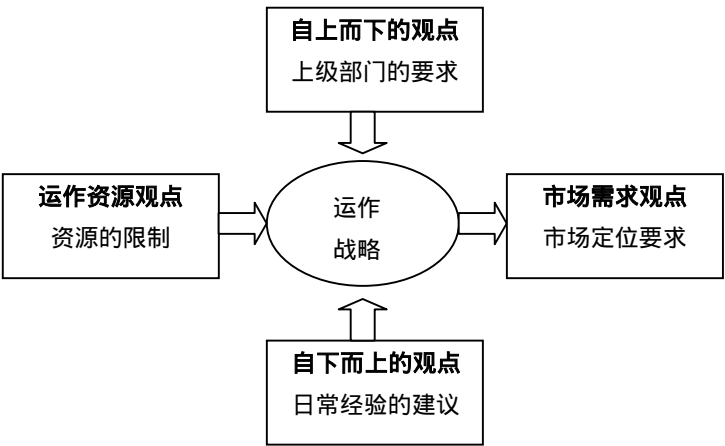 自上而下的观点
上级部门的要求
运作资源观点
资源的限制
运作
战略
市场需求观点
市场定位要求
自下而上的观点
日常经验的建议